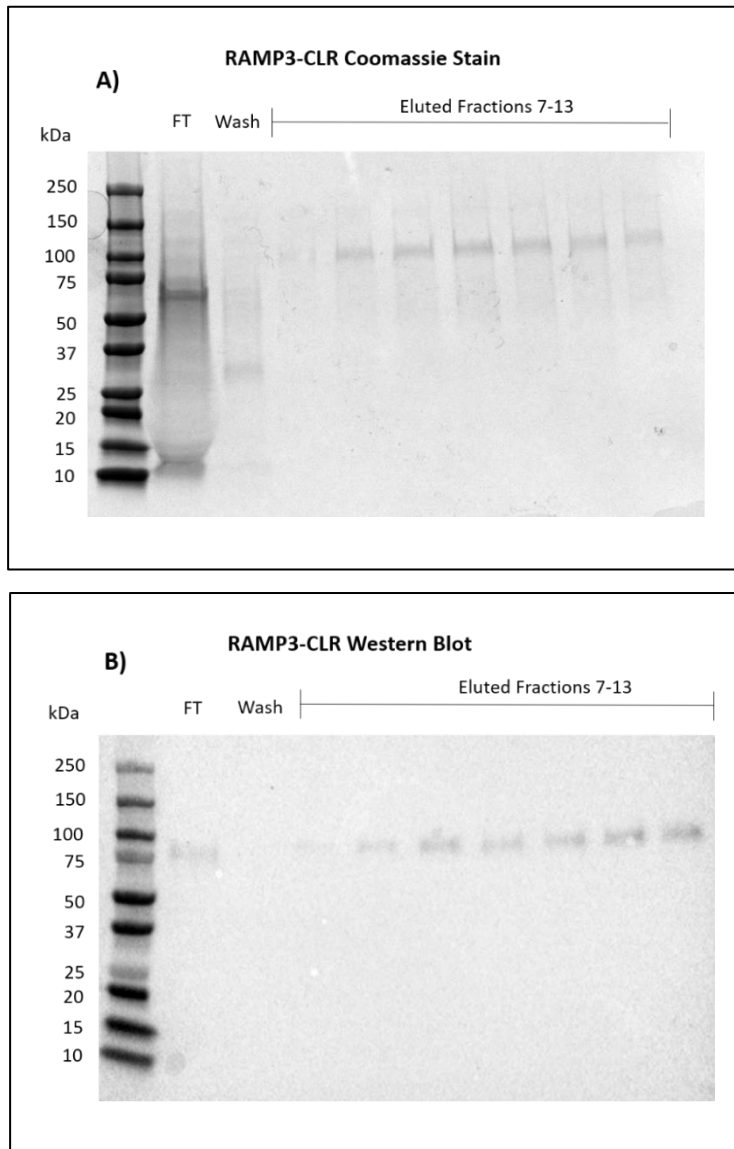 RAMP3-CLR Coomassie Stain
A)
Eluted Fractions 7-13
FT Wash
kDa
250
150
100
75
50
37
25
20
15
10
RAMP3-CLR Western Blot
B)
Eluted Fractions 7-13
FT Wash
kDa
250
150
100
75
50
37
25
20
15
10